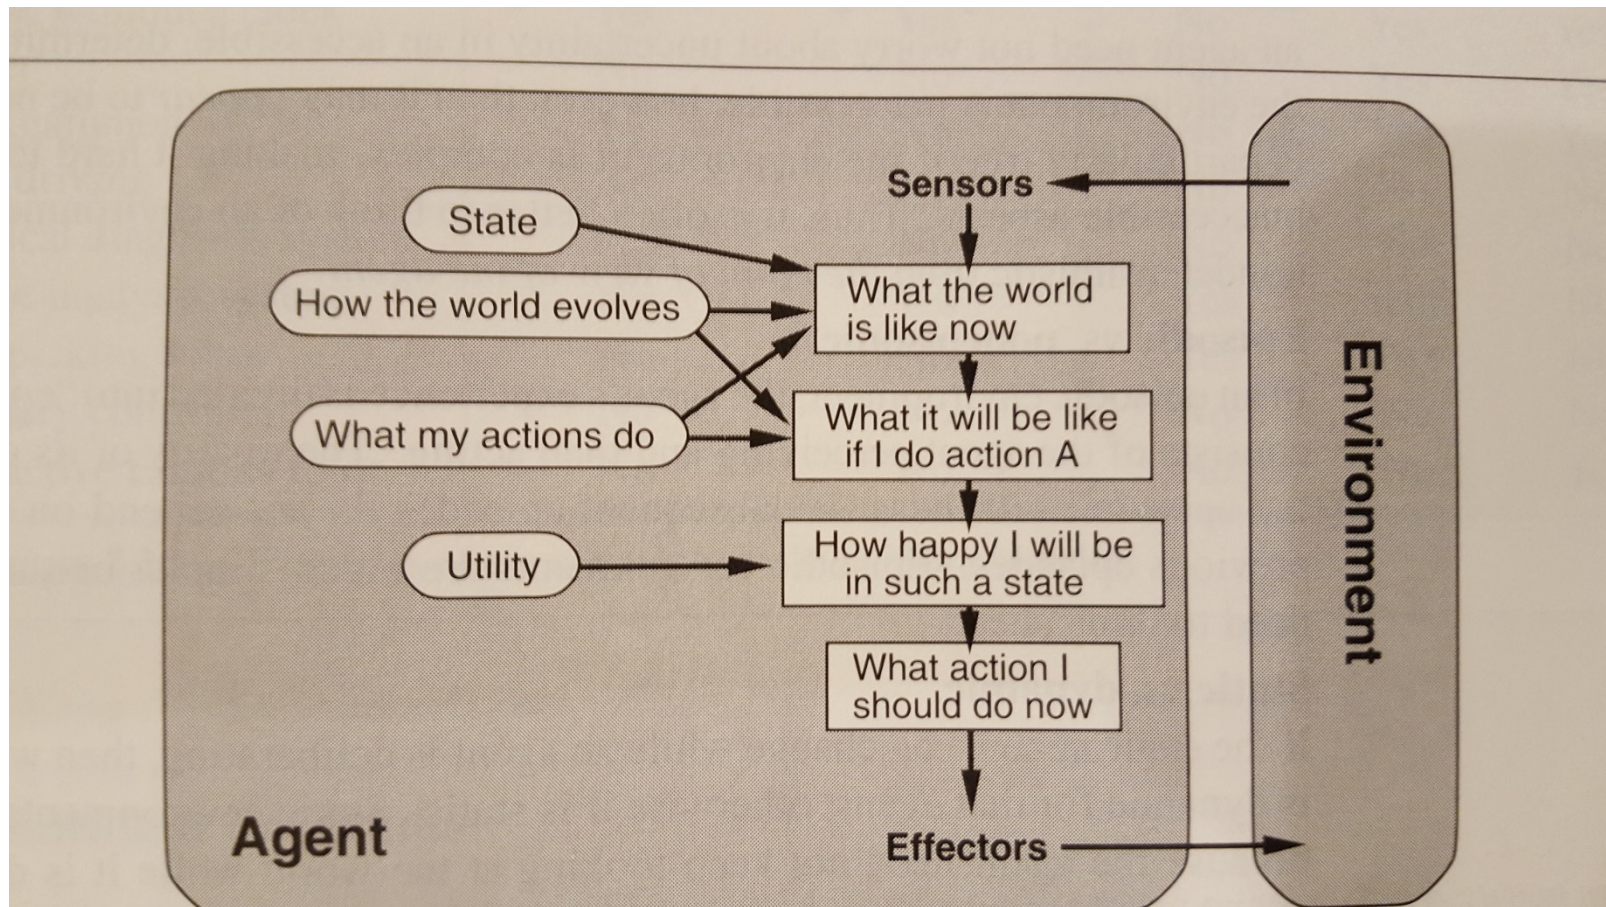 Sensors
State
What the world
is like now
How the world evolves
What it will be like
if I do action A
What my actions do
How happy I will be
in such a state
Utility
What action I
should do now
Agent
Effectors
Environment